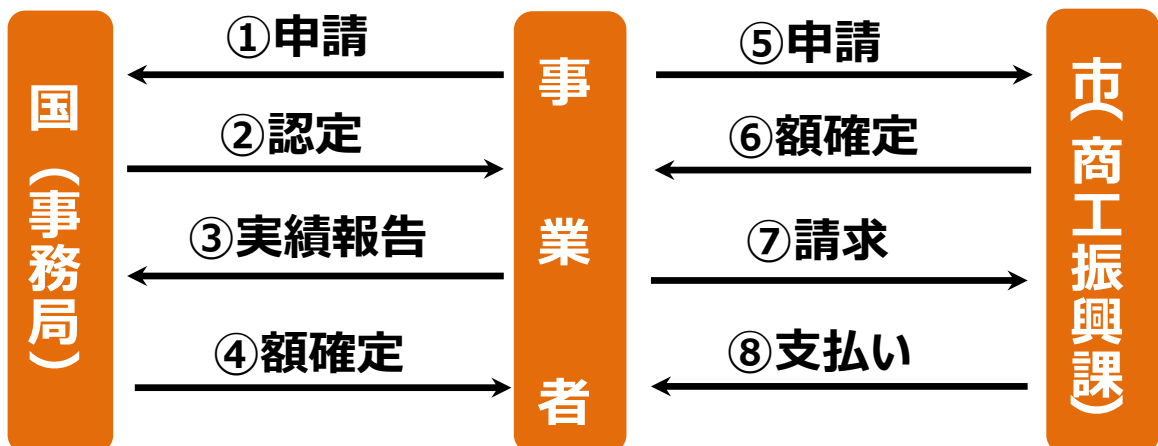 国（事務局）
①申請
②認定
③実績報告
④額確定
事業者
⑤申請
⑥額確定
⑦請求
⑧支払い
市（商工振興課）